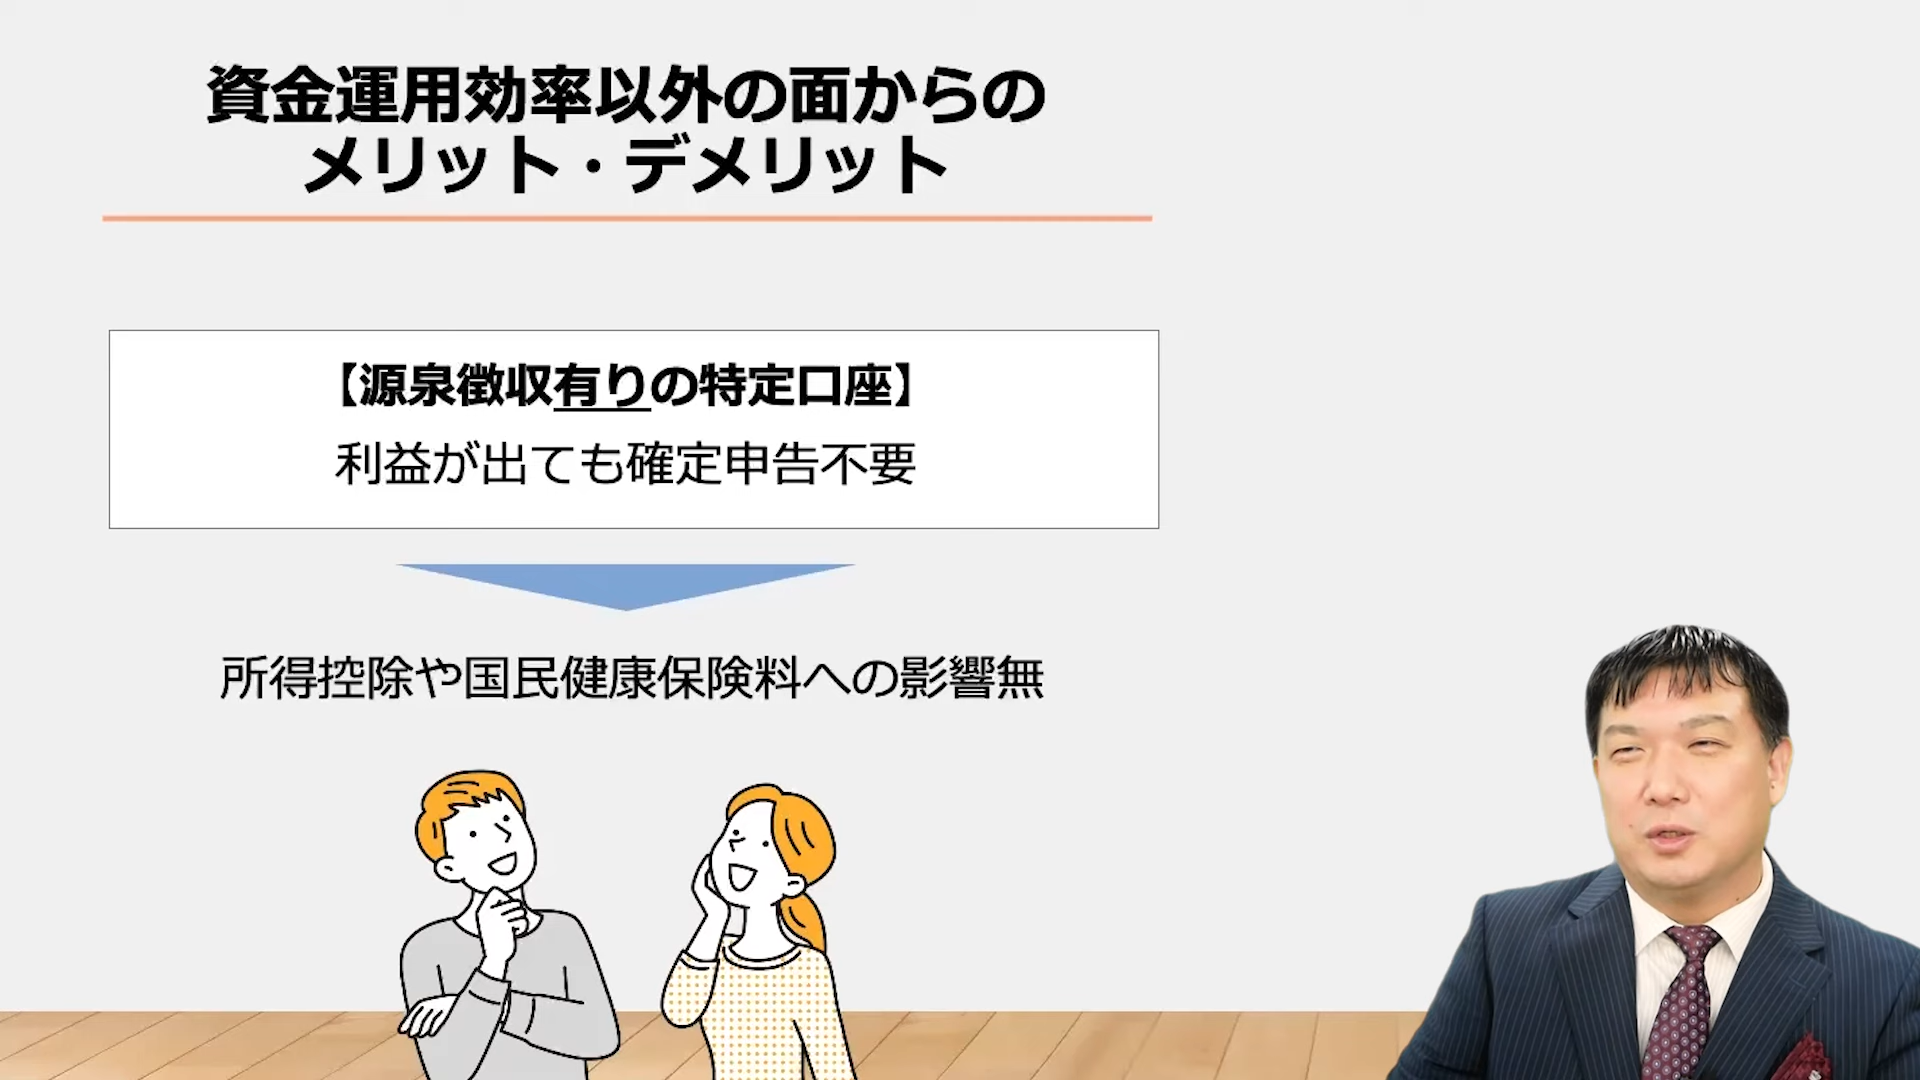 資金運用効率以外の面からの
メリット・デメリット
【源泉徴収有りの特定口座】
利益が出ても確定申告不要
所得控除や国民健康保険料への影響無